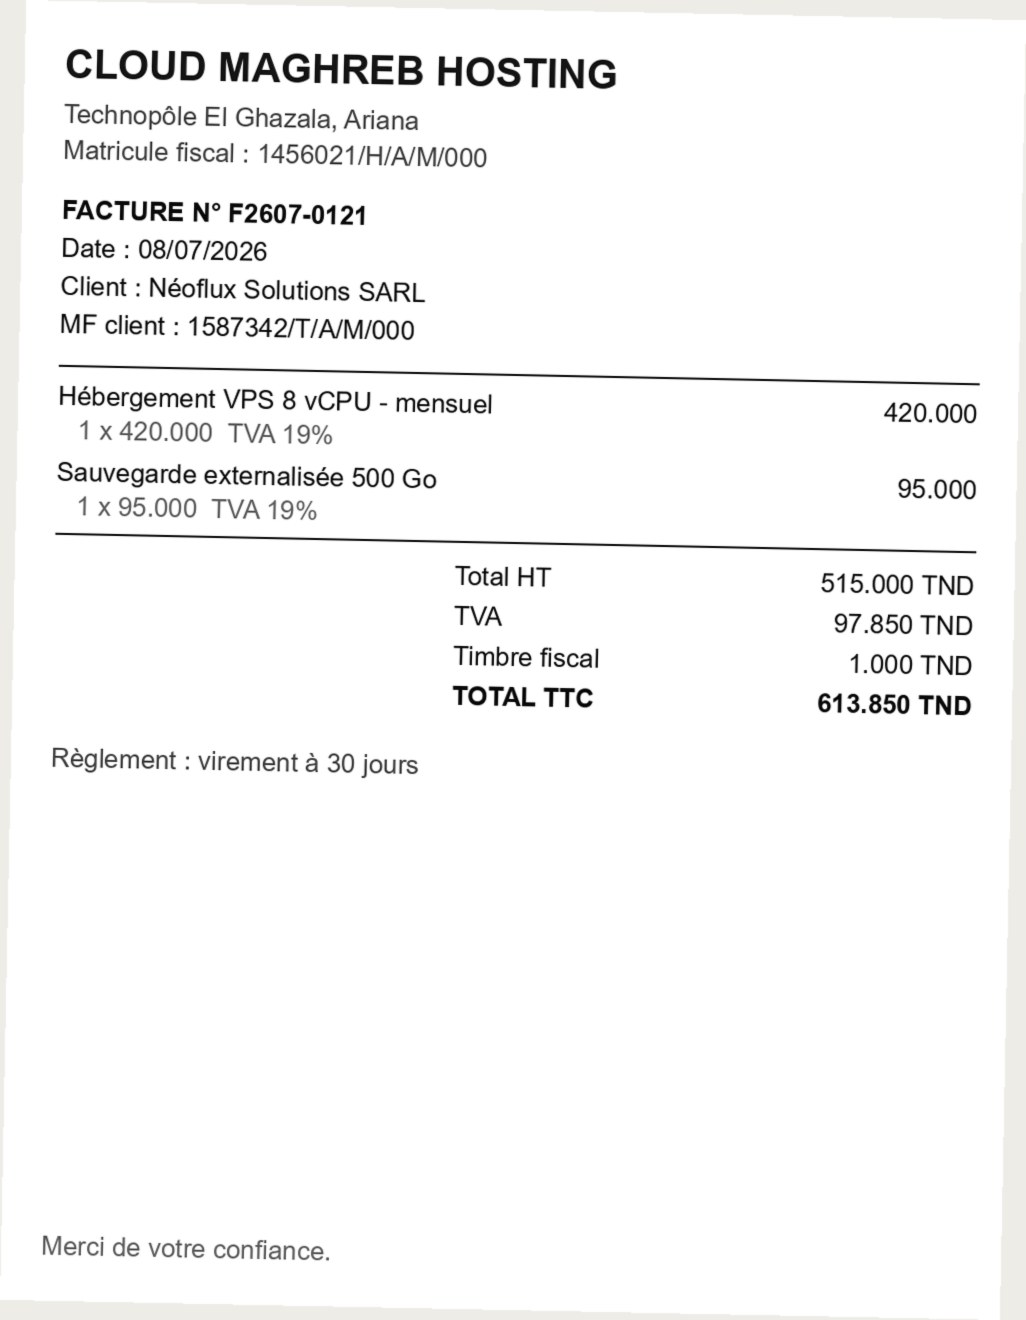 CLOUD MAGHREB HOSTING
Technopôle El Ghazala, Ariana
Matricule fiscal : 1456021/H/A/M/000
FACTURE N° F2607-0121
Date : 08/07/2026
Client : Néoflux Solutions SARL
MF client : 1587342/T/A/M/000
Hébergement VPS 8 vCPU - mensuel 420.000
1 x 420.000 TVA 19%
Sauvegarde externalisée 500 Go 95.000
1 x 95.000 TVA 19%
Total HT 515.000 TND
TVA 97.850 TND
Timbre fiscal 1.000 TND
TOTAL TTC 613.850 TND
Règlement : virement à 30 jours
Merci de votre confiance.